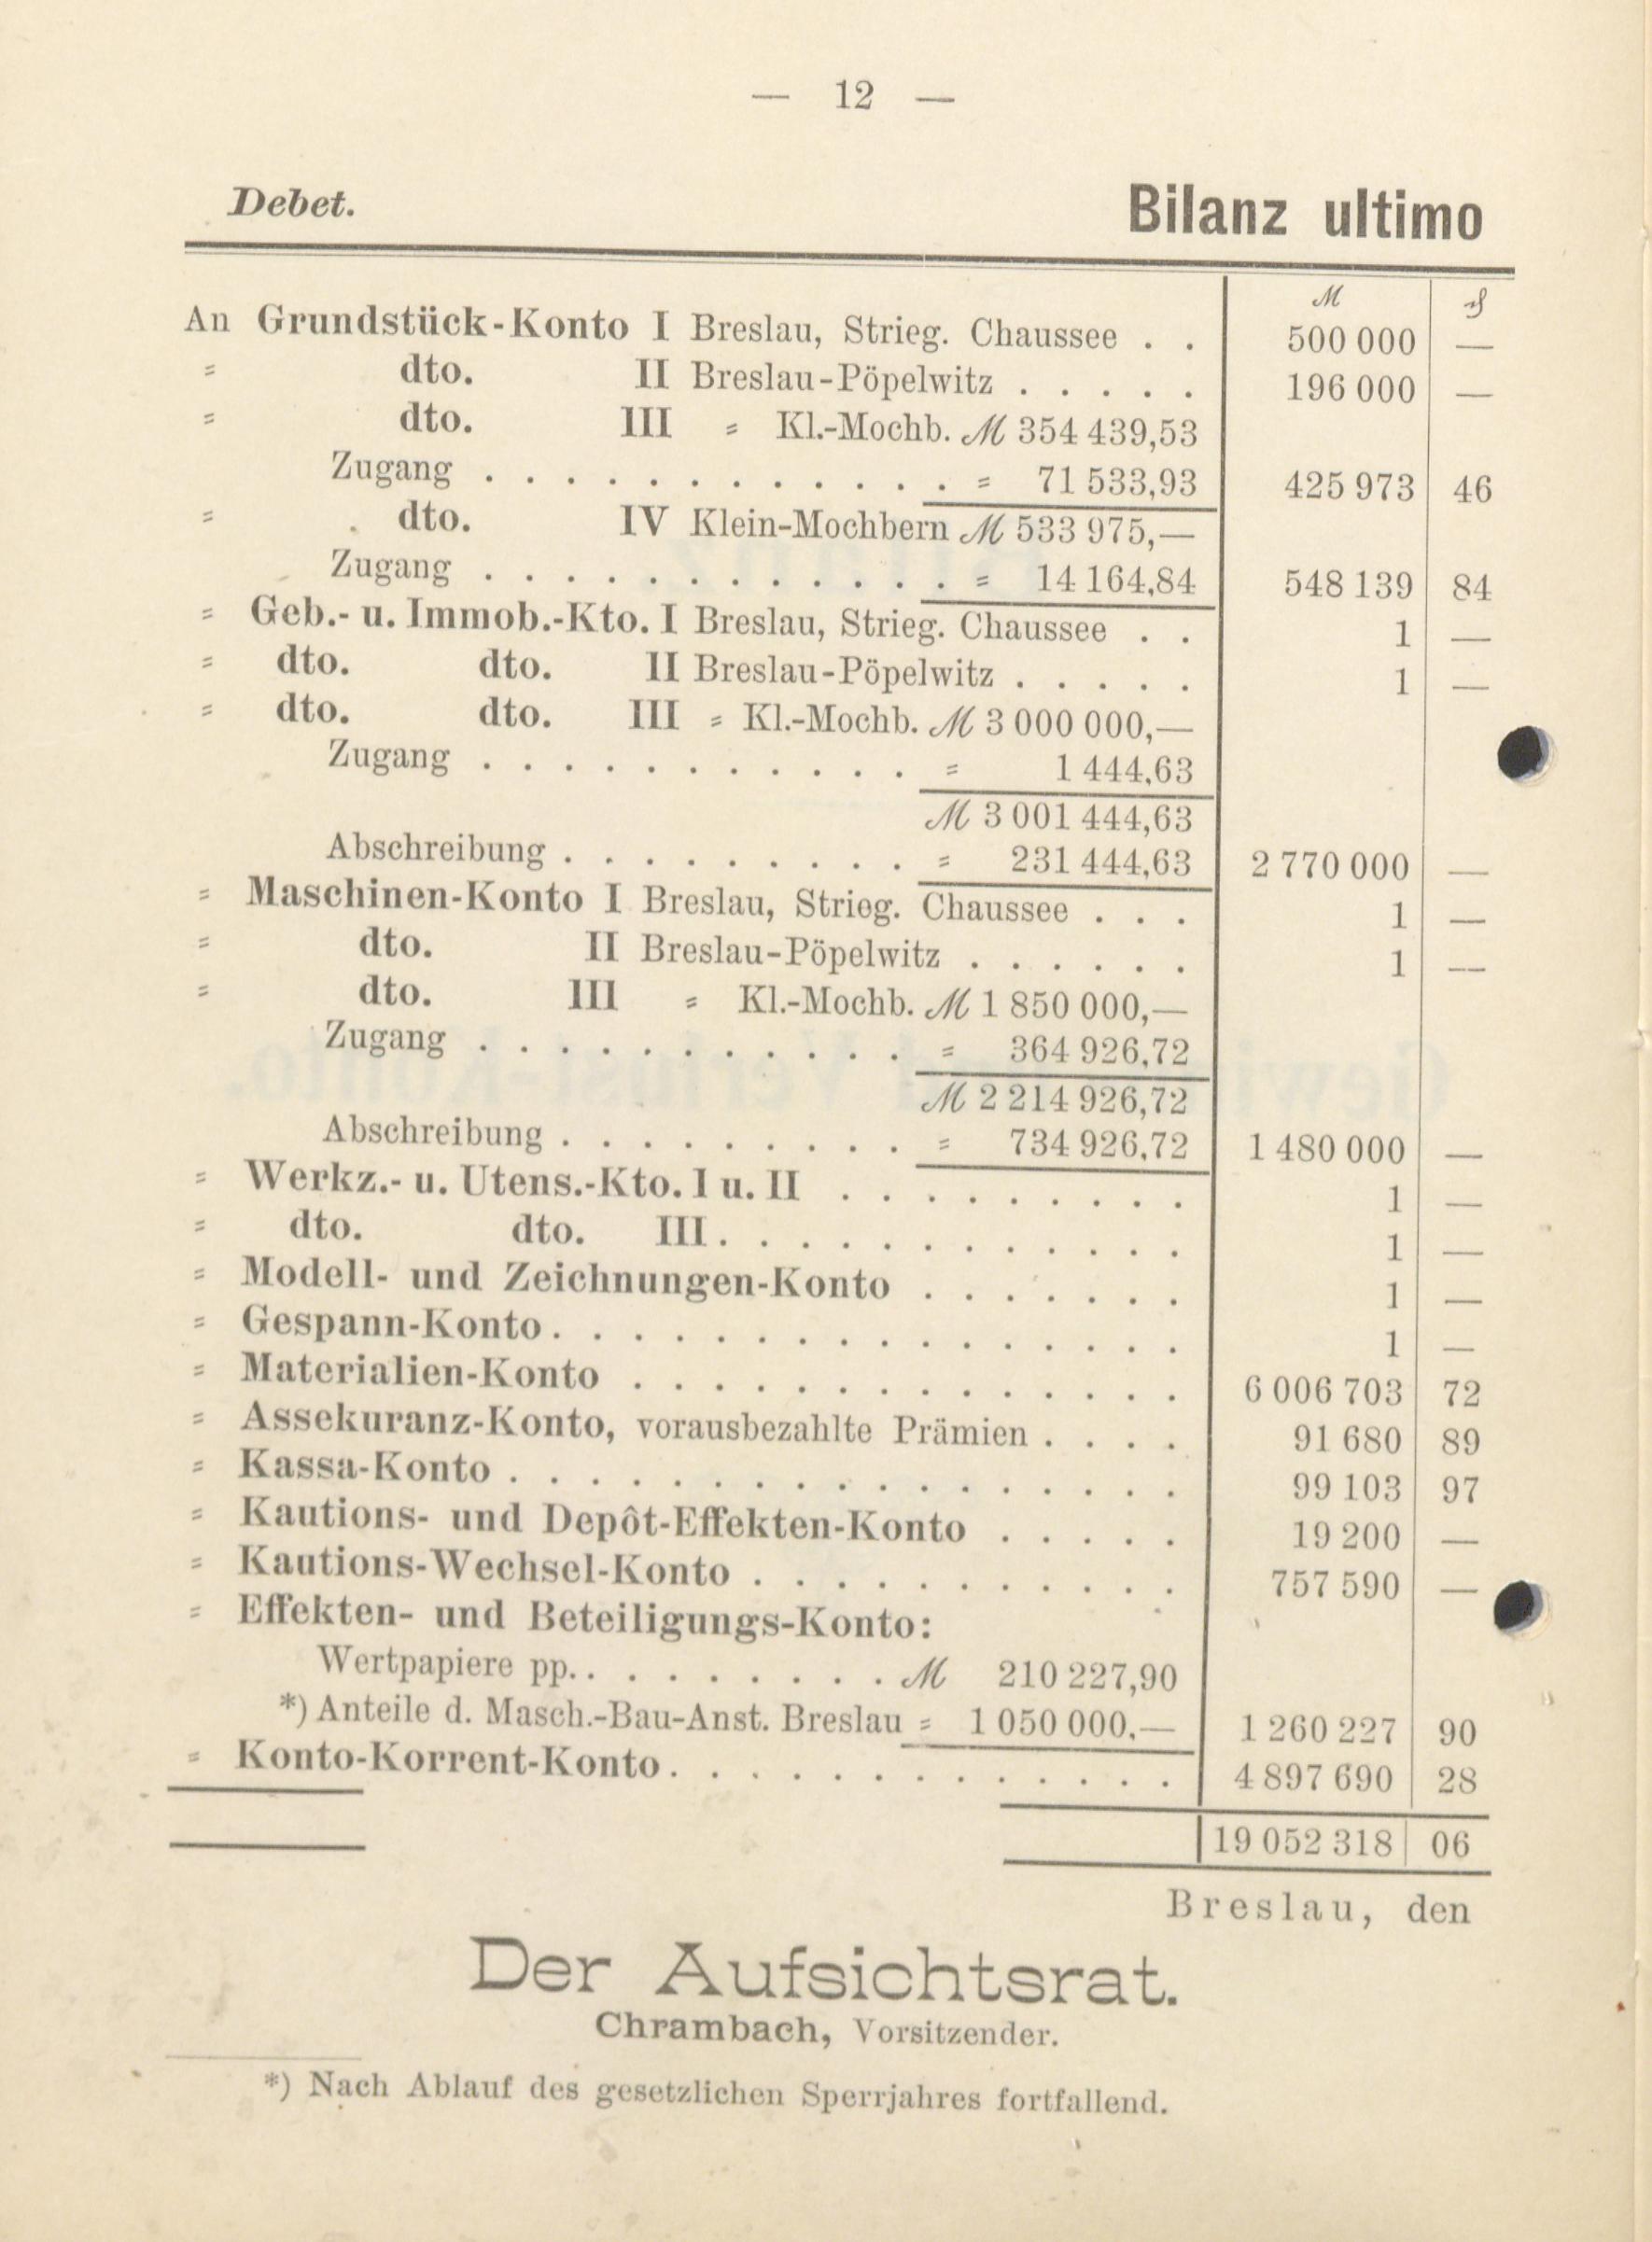 — 12 —
Debet. Bilanz ultimo
ℳ ₰
An Grundstück-Konto I Breslau, Strieg. Chaussee . . 500 000 —
= dto. II Breslau-Pöpelwitz . . . . . 196 000 —
= dto. III = Kl.-Mochb. ℳ 354 439,53
Zugang . . . . . . . . . . . . = 71 533,93 425 973 46
= dto. IV Klein-Mochbern ℳ 533 975,—
Zugang . . . . . . . . . . . . = 14 164,84 548 139 84
= Geb.- u. Immob.-Kto. I Breslau, Strieg. Chaussee . . 1 —
= dto. dto. II Breslau-Pöpelwitz . . . . . 1 —
= dto. dto. III = Kl.-Mochb. ℳ 3 000 000,—
Zugang . . . . . . . . . . . = 1 444,63
ℳ 3 001 444,63
Abschreibung . . . . . . . . . = 231 444,63 2 770 000 —
= Maschinen-Konto I Breslau, Strieg. Chaussee . . . 1 —
= dto. II Breslau-Pöpelwitz . . . . . . 1 —
= dto. III = Kl.-Mochb. ℳ 1 850 000,—
Zugang . . . . . . . . . . . = 364 926,72
ℳ 2 214 926,72
Abschreibung . . . . . . . . . = 734 926,72 1 480 000 —
= Werkz.- u. Utens.-Kto. I u. II . . . . . . . . . 1 —
= dto. dto. III . . . . . . . . . . . . 1 —
= Modell- und Zeichnungen-Konto . . . . . . . 1 —
= Gespann-Konto . . . . . . . . . . . . . . . . 1 —
= Materialien-Konto . . . . . . . . . . . . . . 6 006 703 72
= Assekuranz-Konto, vorausbezahlte Prämien . . . . 91 680 89
= Kassa-Konto . . . . . . . . . . . . . . . . . 99 103 97
= Kautions- und Depôt-Effekten-Konto . . . . . 19 200 —
= Kautions-Wechsel-Konto . . . . . . . . . . . 757 590 —
= Effekten- und Beteiligungs-Konto:
Wertpapiere pp. . . . . . . . . ℳ 210 227,90
*) Anteile d. Masch.-Bau-Anst. Breslau = 1 050 000,— 1 260 227 90
= Konto-Korrent-Konto . . . . . . . . . . . . . 4 897 690 28
19 052 318 06
Breslau, den
Der Aufsichtsrat.
Chrambach, Vorsitzender.
*) Nach Ablauf des gesetzlichen Sperrjahres fortfallend.